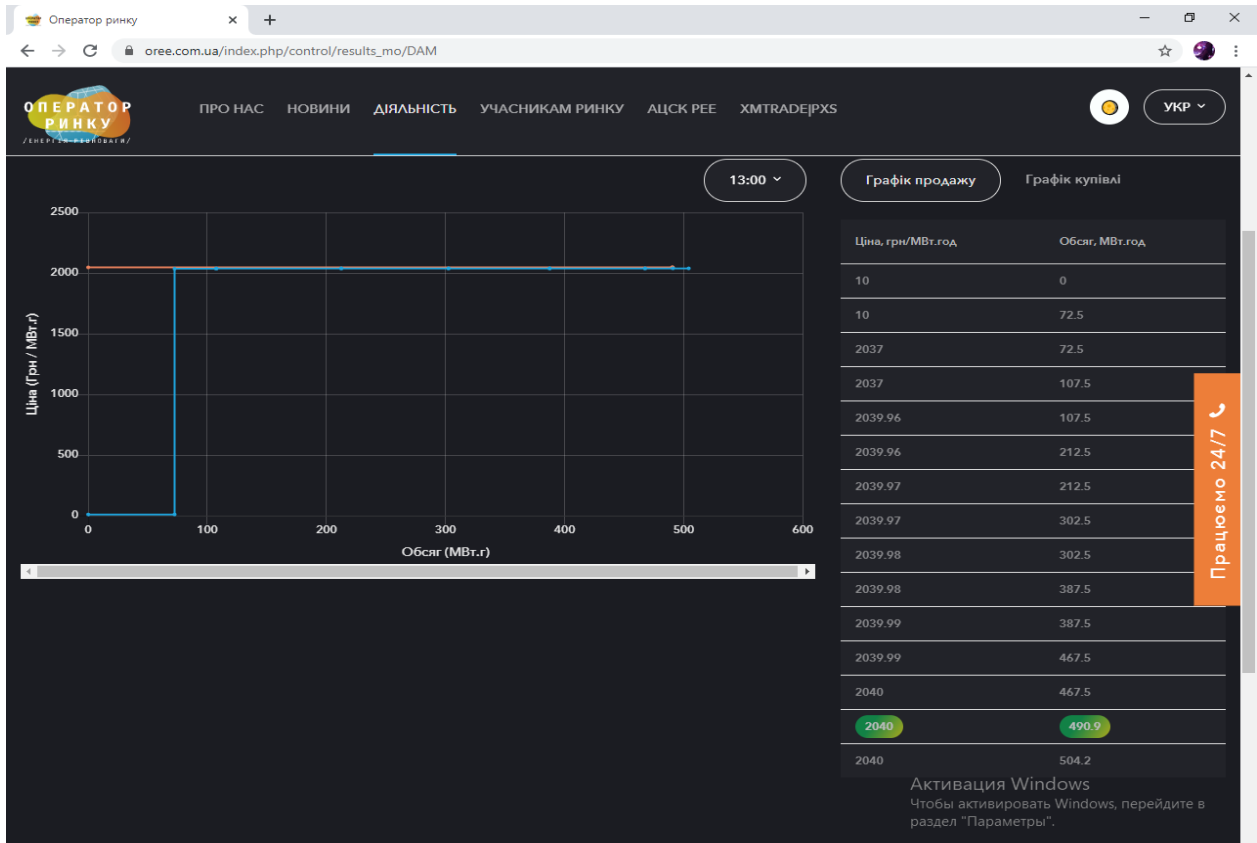 Оператор ринку
oree.com.ua/index.php/control/results_mo/DAM
ОПЕРАТОР
РИНКУ
/ЕНЕРГІЯ РІВНОВАГИ/
ПРО НАС НОВИНИ ДІЯЛЬНІСТЬ УЧАСНИКАМ РИНКУ АЦСК РЕЕ XMTRADE|PXS
УКР
13:00
Графік продажу Графік купівлі
2500
2000
1500
1000
500
0
Ціна (Грн / МВт.г)
0 100 200 300 400 500 600
Обсяг (МВт.г)
Ціна, грн/МВт.год Обсяг, МВт.год
10 0
10 72.5
2037 72.5
2037 107.5
2039.96 107.5
2039.96 212.5
2039.97 212.5
2039.97 302.5
2039.98 302.5
2039.98 387.5
2039.99 387.5
2039.99 467.5
2040 467.5
2040 490.9
2040 504.2
Працюємо 24/7
Активация Windows
Чтобы активировать Windows, перейдите в
раздел "Параметры".